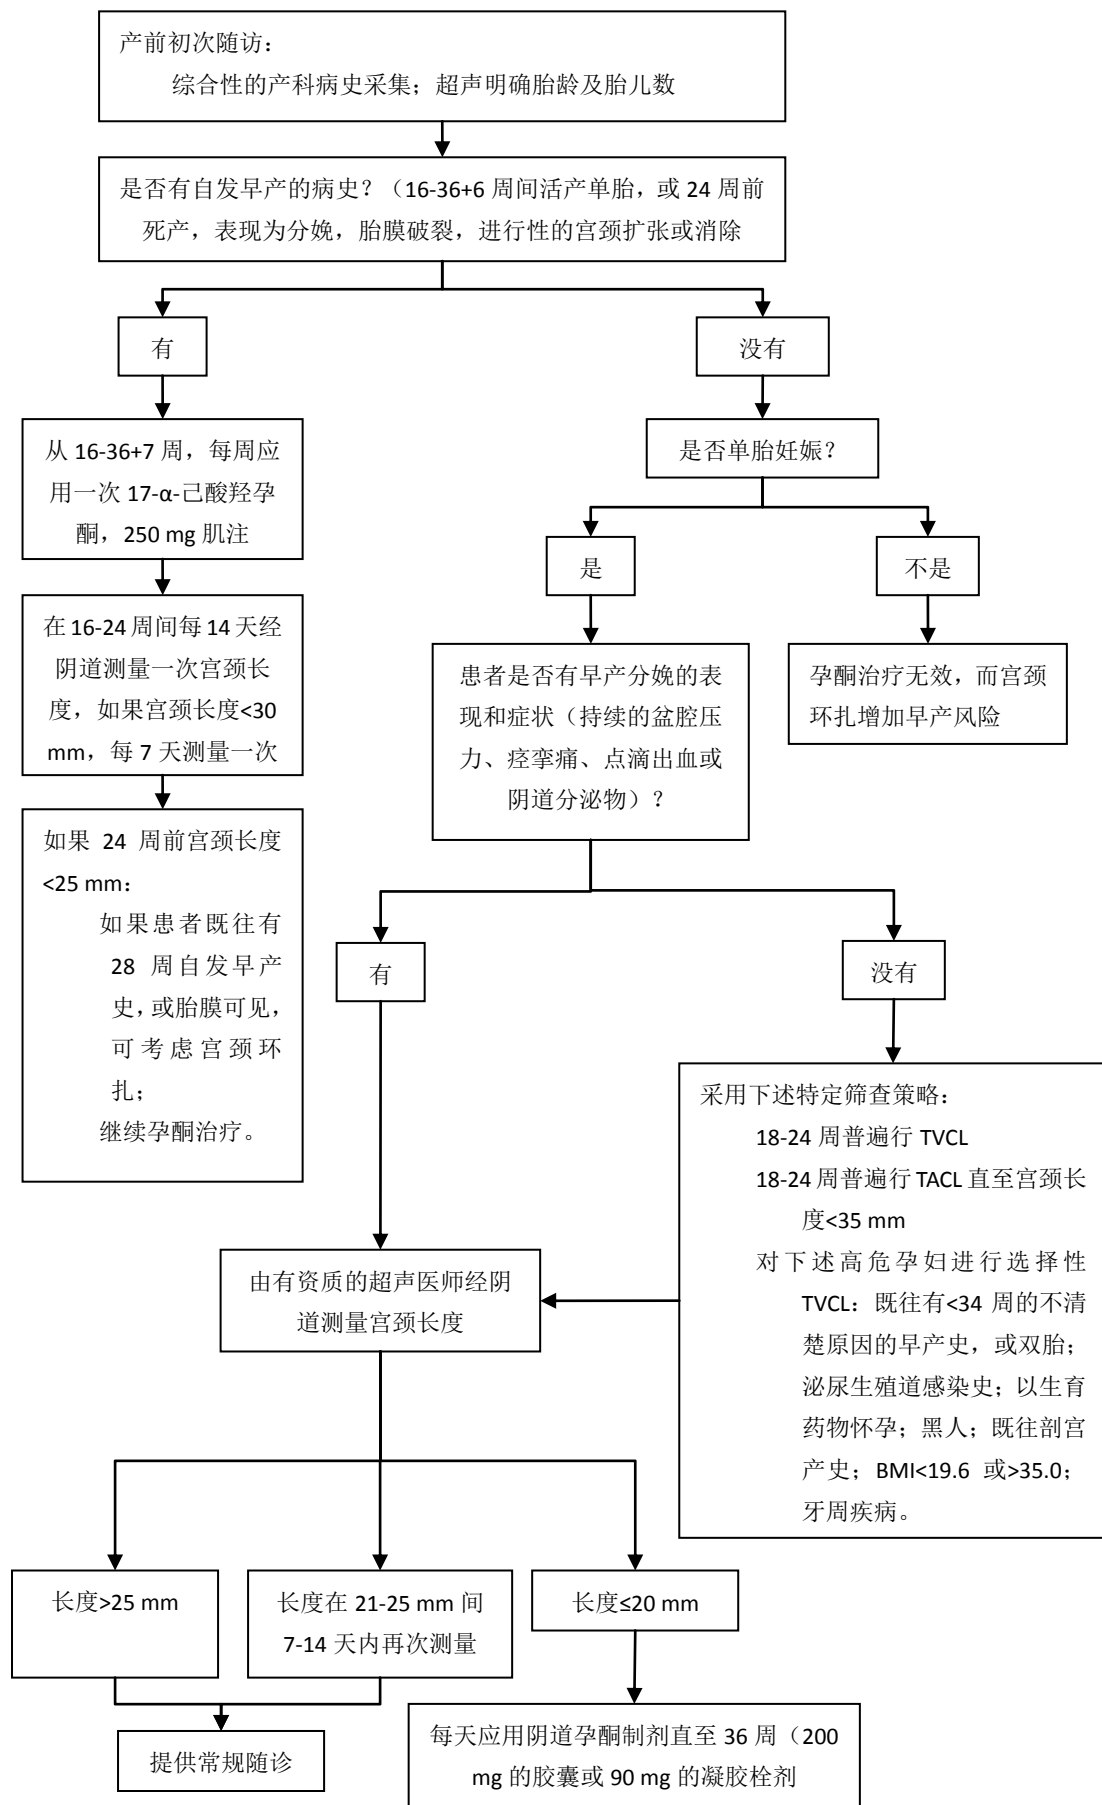 产前初次随访：
综合性的产科病史采集；超声明确胎龄及胎儿数
是否有自发早产的病史？（16-36+6 周间活产单胎，或 24 周前
死产，表现为分娩，胎膜破裂，进行性的宫颈扩张或消除
有
没有
从 16-36+7 周，每周应
用一次 17-α-己酸羟孕
酮，250 mg 肌注
在 16-24 周间每 14 天经
阴道测量一次宫颈长
度，如果宫颈长度<30
mm，每 7 天测量一次
如果 24 周前宫颈长度
<25 mm：
如果患者既往有
28 周自发早产
史，或胎膜可见，
可考虑宫颈环
扎；
继续孕酮治疗。
是否单胎妊娠？
是
不是
患者是否有早产分娩的表
现和症状（持续的盆腔压
力、痉挛痛、点滴出血或
阴道分泌物）？
孕酮治疗无效，而宫颈
环扎增加早产风险
有
没有
采用下述特定筛查策略：
18-24 周普遍行 TVCL
18-24 周普遍行 TACL 直至宫颈长
度<35 mm
对下述高危孕妇进行选择性
TVCL：既往有<34 周的不清
楚原因的早产史，或双胎；
泌尿生殖道感染史；以生育
药物怀孕；黑人；既往剖宫
产史；BMI<19.6 或>35.0；
牙周疾病。
由有资质的超声医师经阴
道测量宫颈长度
长度>25 mm
长度在 21-25 mm 间
7-14 天内再次测量
长度≤20 mm
提供常规随诊
每天应用阴道孕酮制剂直至 36 周（200
mg 的胶囊或 90 mg 的凝胶栓剂